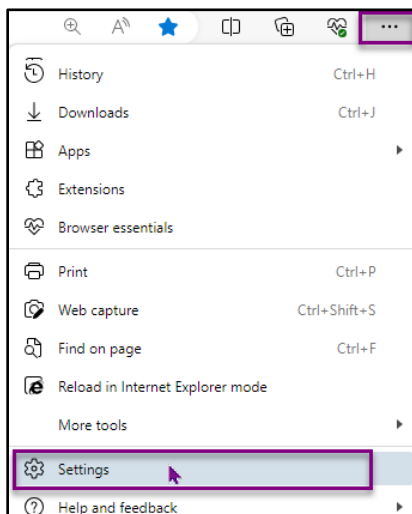 History Ctrl+H
Downloads Ctrl+J
Apps
Extensions
Browser essentials
Print Ctrl+P
Web capture Ctrl+Shift+S
Find on page Ctrl+F
Reload in Internet Explorer mode
More tools
Settings
Help and feedback